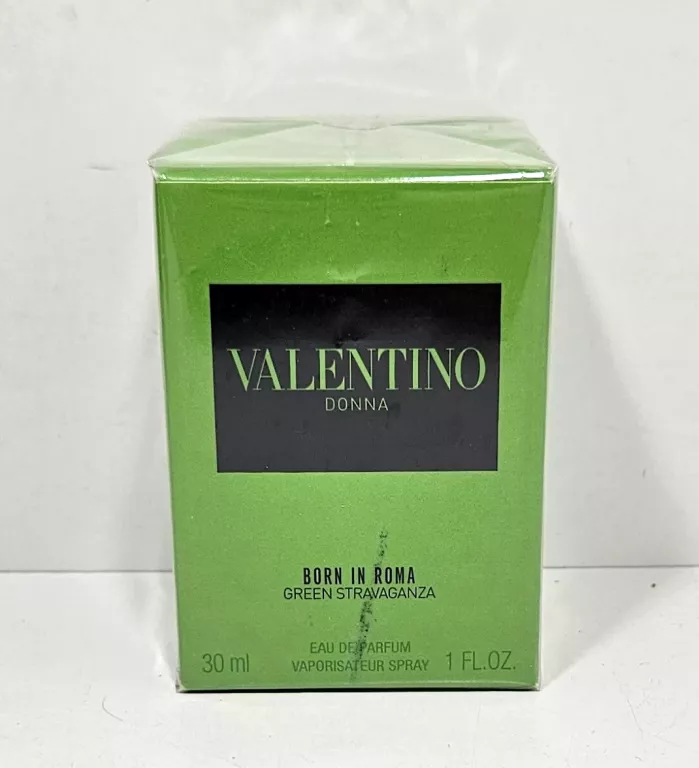 VALENTINO
DONNA
BORN IN ROMA
GREEN STRAVAGANZA
EAU DE PARFUM
30 ml VAPORISATEUR SPRAY 1 FL.OZ.